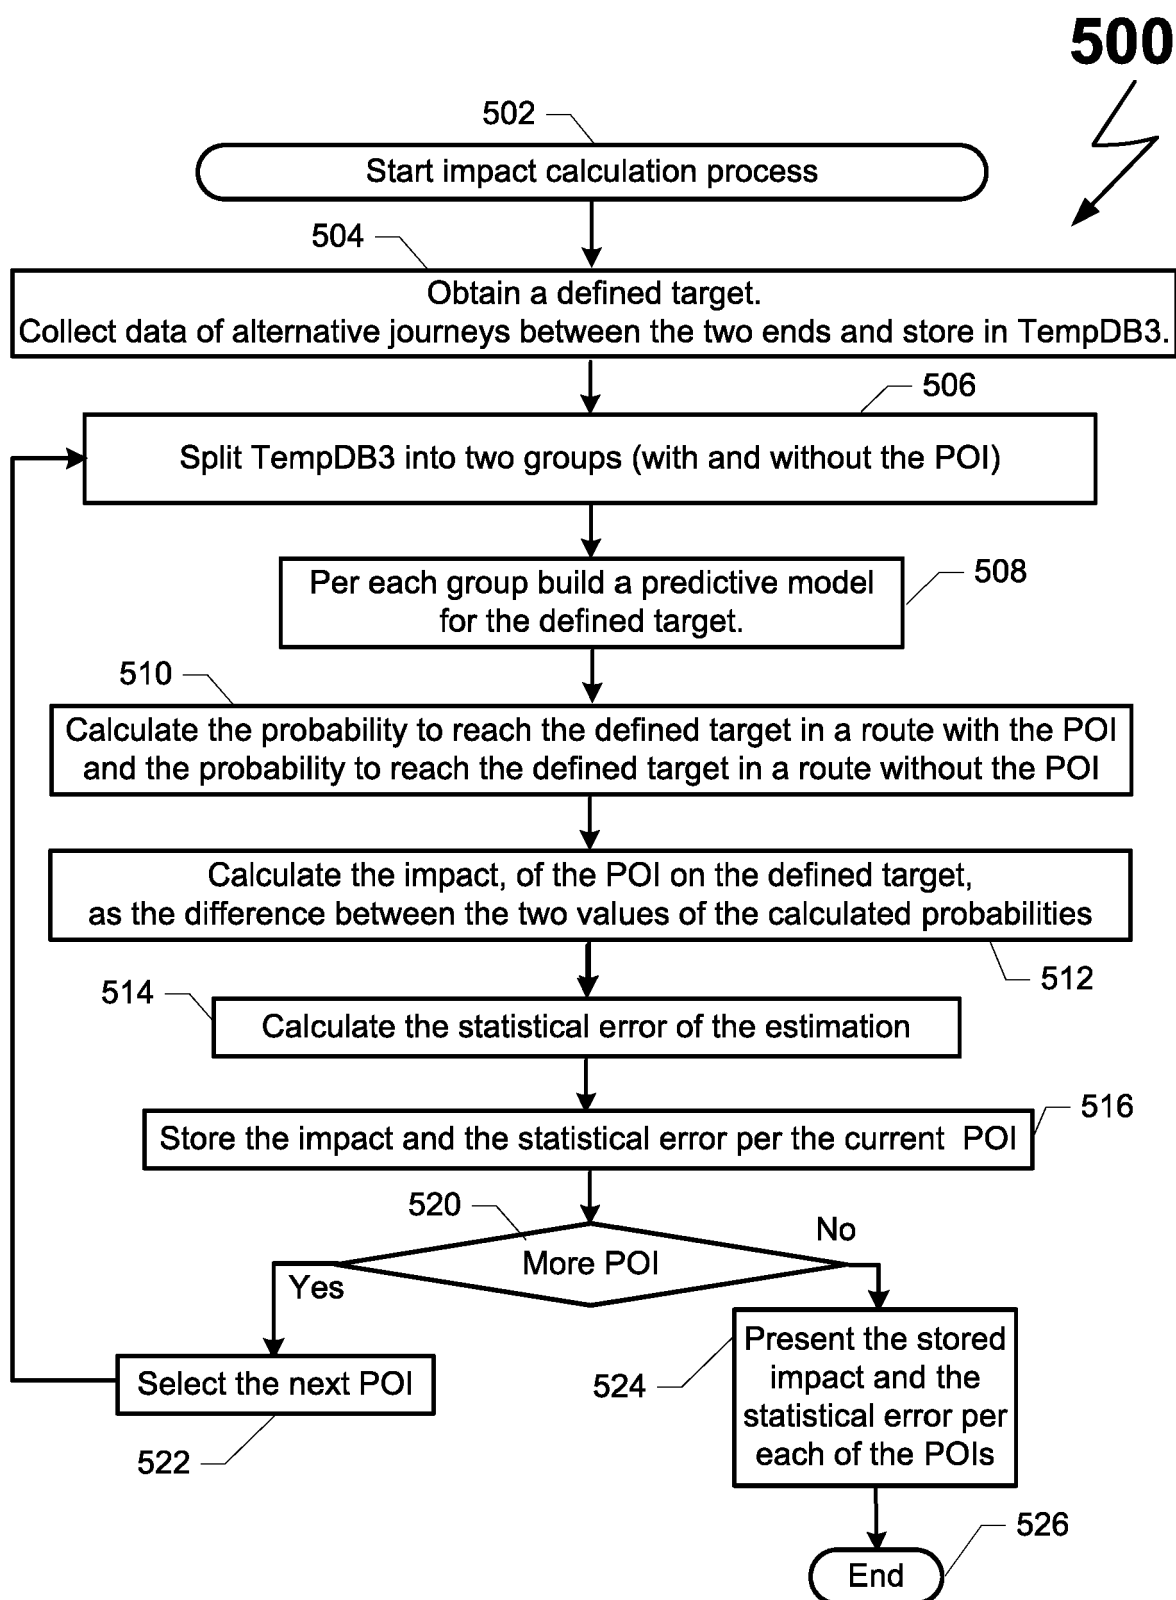 500
502
Start impact calculation process
504
Obtain a defined target.
Collect data of alternative journeys between the two ends and store in TempDB3.
506
Split TempDB3 into two groups (with and without the POI)
Per each group build a predictive model
for the defined target.
508
510
Calculate the probability to reach the defined target in a route with the POI
and the probability to reach the defined target in a route without the POI
Calculate the impact, of the POI on the defined target,
as the difference between the two values of the calculated probabilities
512
514
Calculate the statistical error of the estimation
516
Store the impact and the statistical error per the current POI
520
More POI
No
Yes
Select the next POI
522
Present the stored
impact and the
statistical error per
each of the POIs
524
526
End